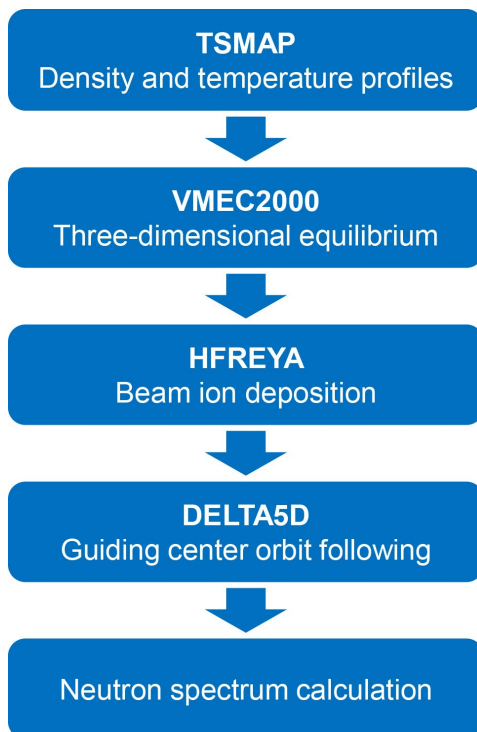 TSMAP
Density and temperature profiles
VMEC2000
Three-dimensional equilibrium
HFREYA
Beam ion deposition
DELTA5D
Guiding center orbit following
Neutron spectrum calculation